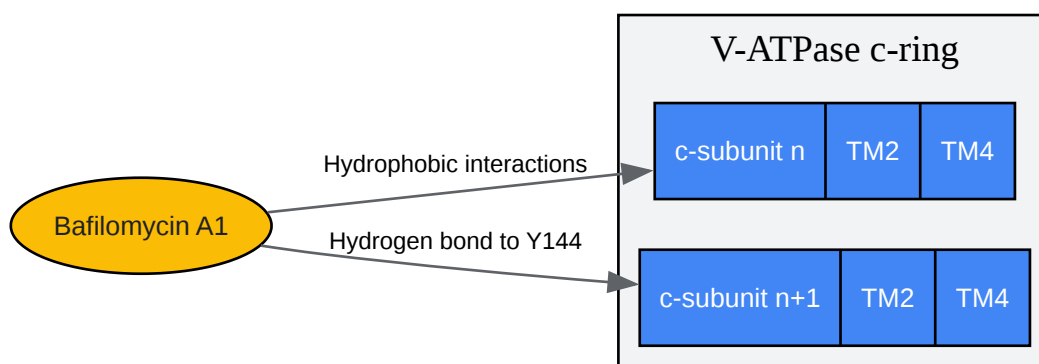 V-ATPase c-ring
c-subunit n
TM2
TM4
Hydrophobic interactions
Bafilomycin A1
Hydrogen bond to Y144
c-subunit n+1
TM2
TM4